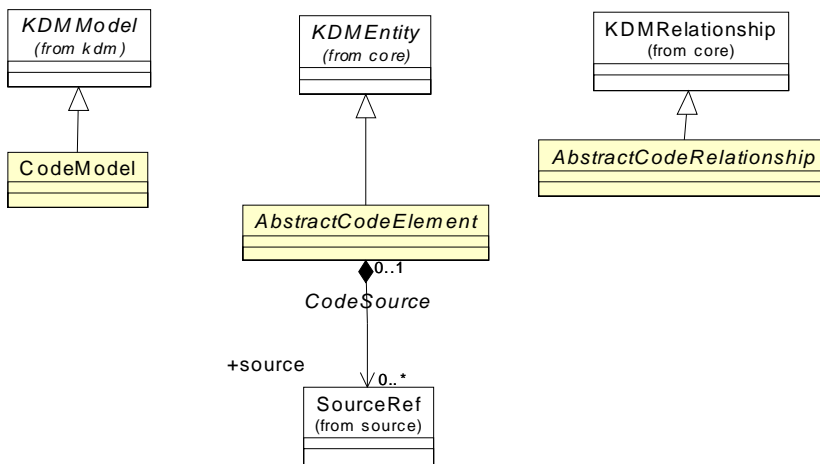 KDMModel
(from kdm)
KDMEntity
(from core)
KDMRelationship
(from core)
CodeModel
AbstractCodeRelationship
AbstractCodeElement
0..1
CodeSource
+source
0..*
SourceRef
(from source)